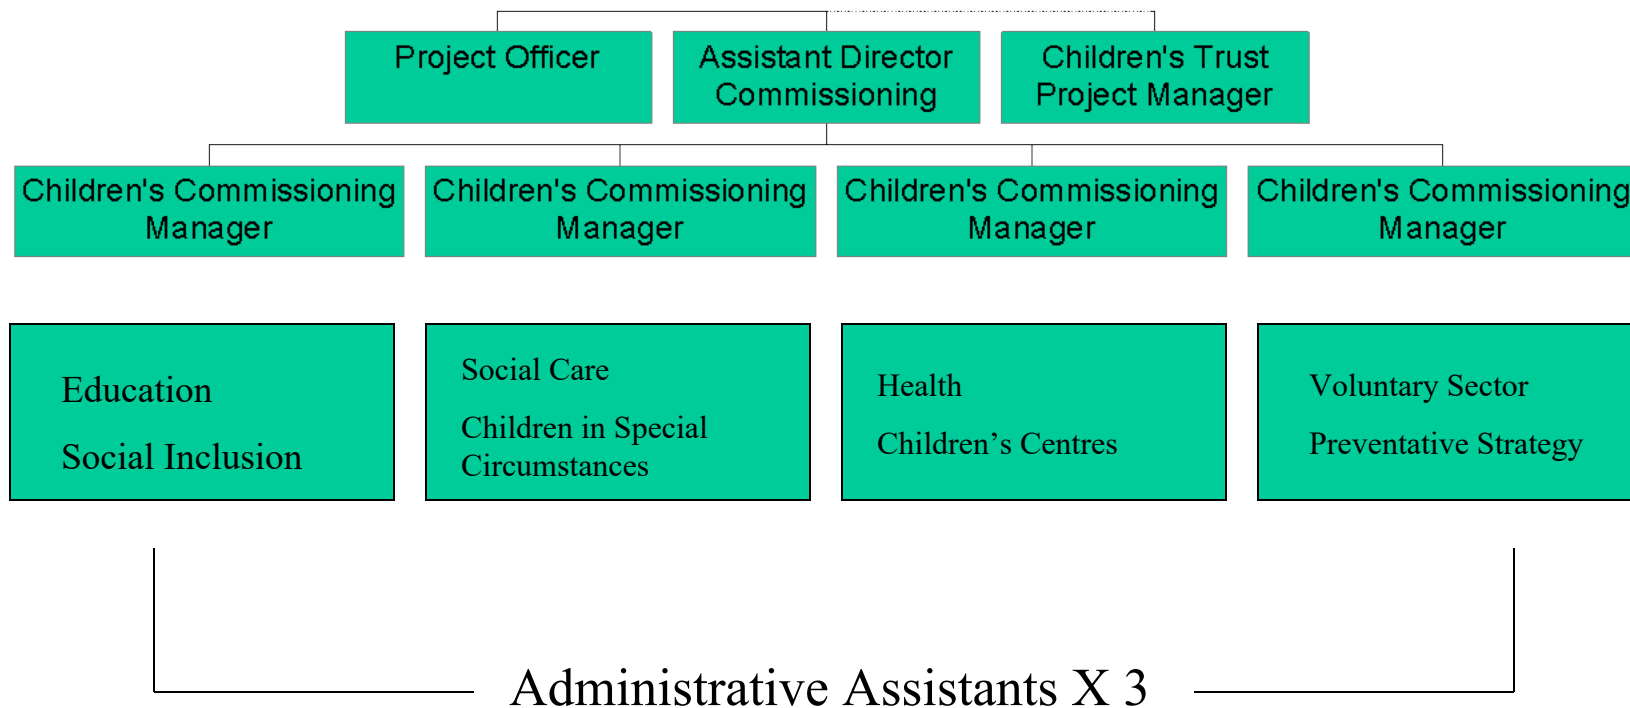 Project Officer
Assistant Director
Commissioning
Children's Trust
Project Manager
Children's Commissioning
Manager
Children's Commissioning
Manager
Children's Commissioning
Manager
Children's Commissioning
Manager
Education
Social Inclusion
Social Care
Children in Special
Circumstances
Health
Children’s Centres
Voluntary Sector
Preventative Strategy
Administrative Assistants X 3